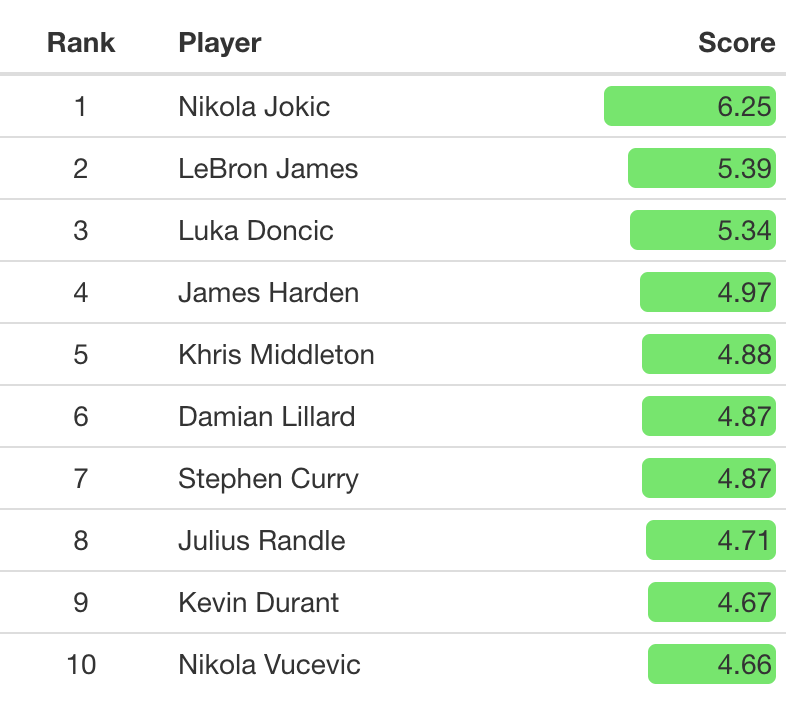 Rank Player Score
1 Nikola Jokic 6.25
2 LeBron James 5.39
3 Luka Doncic 5.34
4 James Harden 4.97
5 Khris Middleton 4.88
6 Damian Lillard 4.87
7 Stephen Curry 4.87
8 Julius Randle 4.71
9 Kevin Durant 4.67
10 Nikola Vucevic 4.66